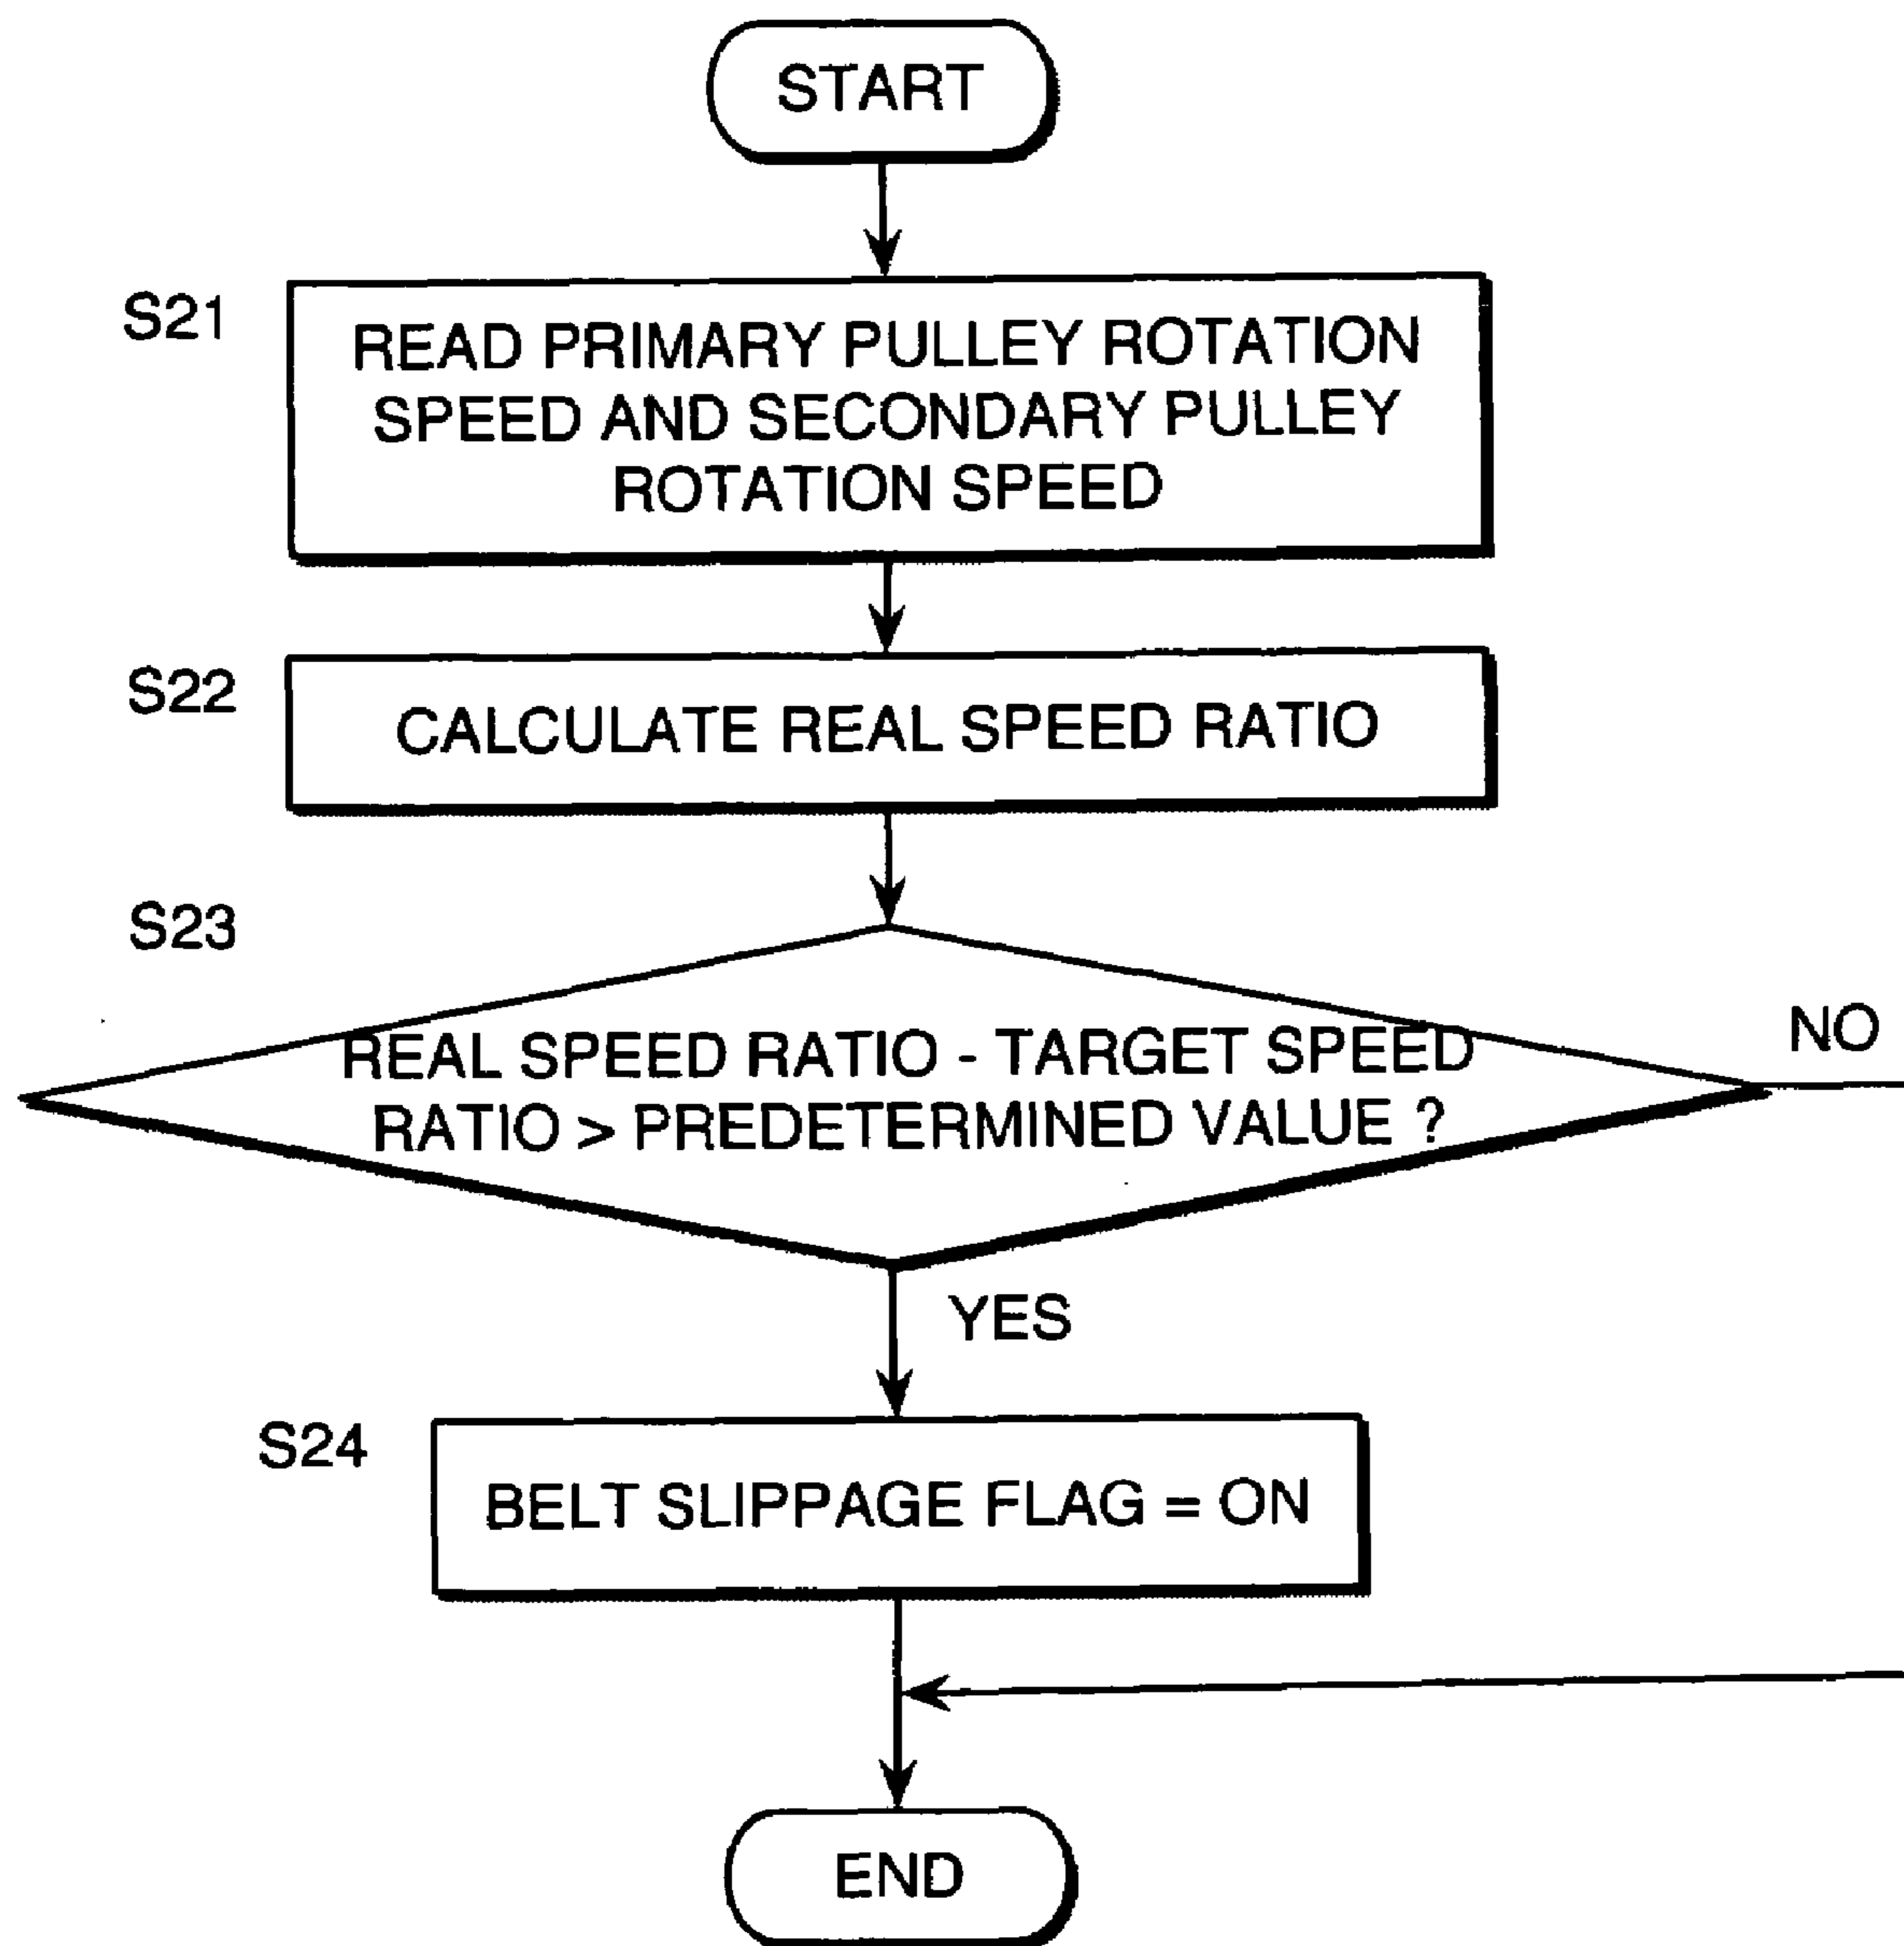 START
S21
READ PRIMARY PULLEY ROTATION
SPEED AND SECONDARY PULLEY
ROTATION SPEED
S22
CALCULATE REAL SPEED RATIO
S23
REAL SPEED RATIO - TARGET SPEED
RATIO > PREDETERMINED VALUE ?
NO
YES
S24
BELT SLIPPAGE FLAG = ON
END